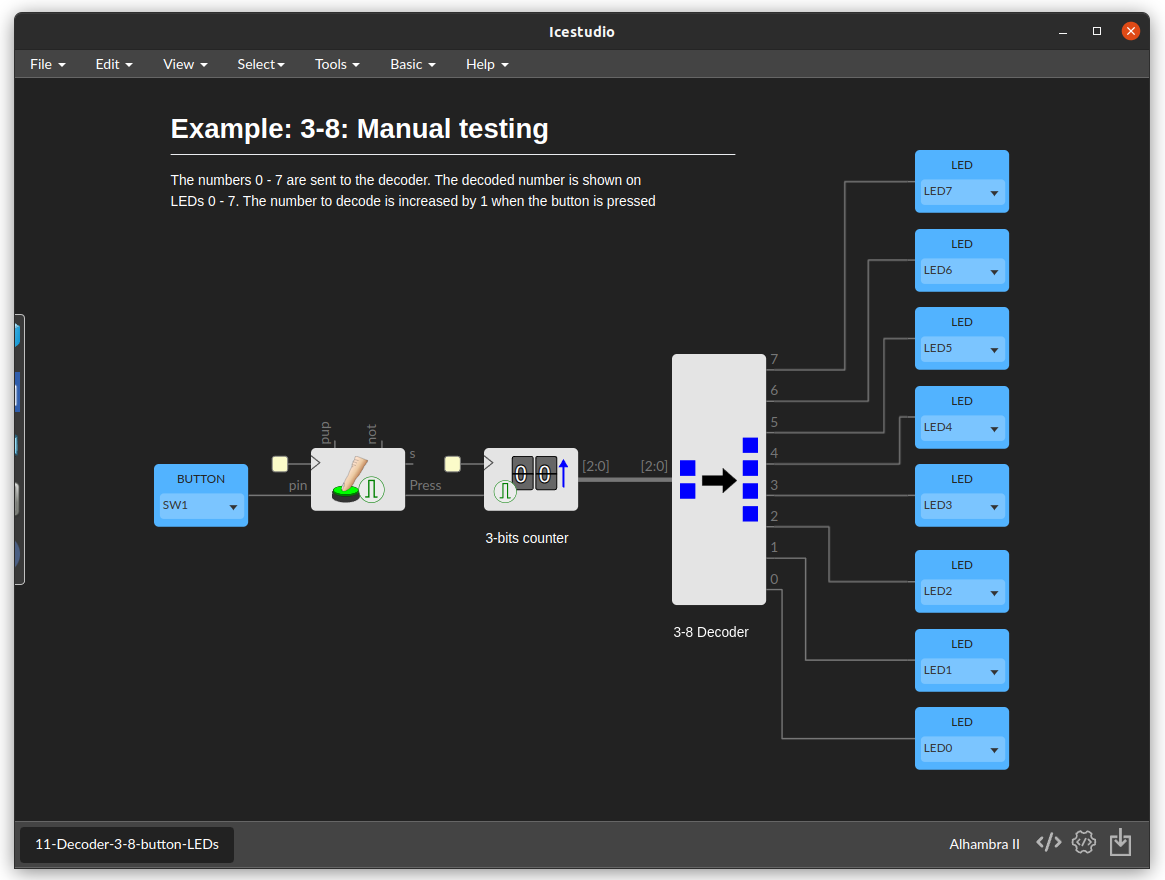 Icestudio
File Edit View Select Tools Basic Help
Example: 3-8: Manual testing
The numbers 0 - 7 are sent to the decoder. The decoded number is shown on
LEDs 0 - 7. The number to decode is increased by 1 when the button is pressed
LED
LED7
LED
LED6
LED
LED5
LED
LED4
LED
LED3
LED
LED2
LED
LED1
LED
LED0
7
6
5
4
3
2
1
0
BUTTON
SW1
pup
not
s
pin
Press
00
[2:0]
[2:0]
3-bits counter
3-8 Decoder
11-Decoder-3-8-button-LEDs
Alhambra II